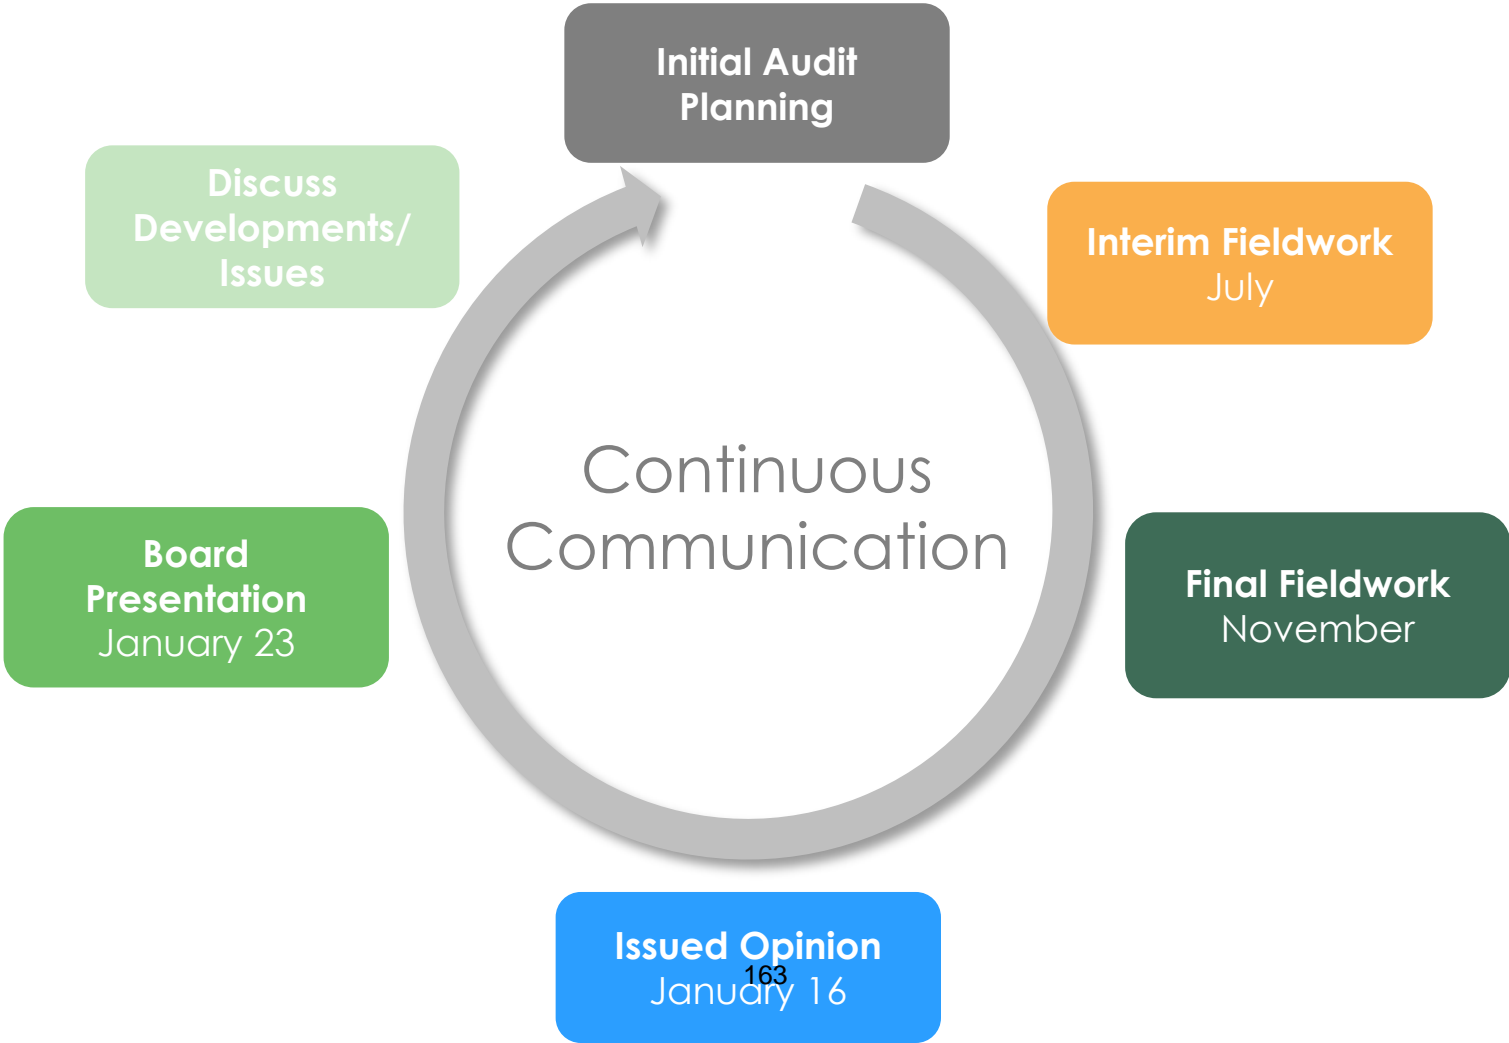 Initial Audit
Planning
Interim Fieldwork
July
Final Fieldwork
November
Issued Opinion
January 16
163
Board
Presentation
January 23
Discuss
Developments/
Issues
Continuous
Communication